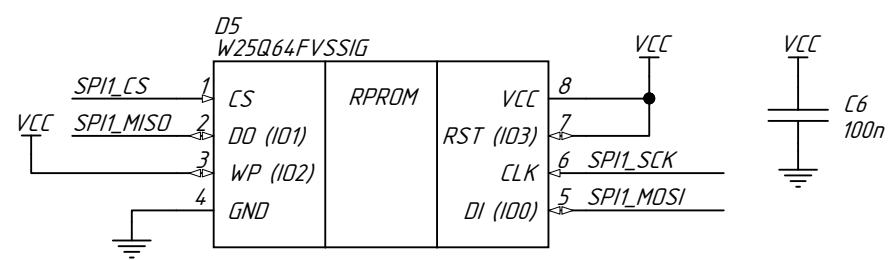 D5
W25Q64FVSSIG
VCC
VCC
SPI1_CS
1
CS
RPROM
VCC
8
C6
100n
VCC
SPI1_MISO
2
DO (IO1)
RST (IO3)
7
3
WP (IO2)
CLK
6
SPI1_SCK
4
GND
DI (IO0)
5
SPI1_MOSI